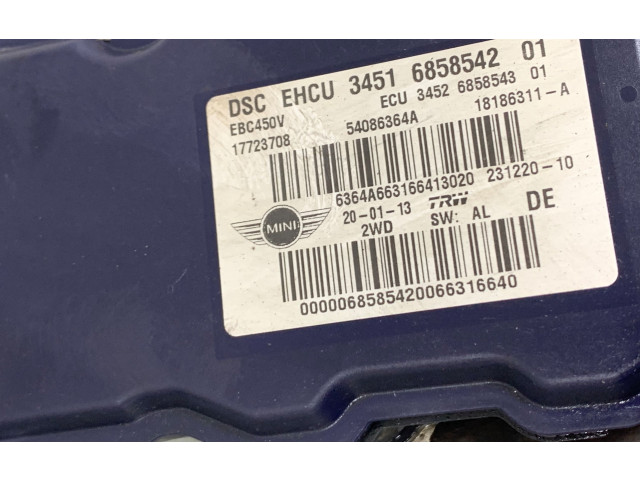 DSC EHCU 3451 6858542 01
ECU 3452 6858543 01
EBC450V 54086364A 18186311-A
17723708
6364A663166413020 231220-10
20-01-13 TRW DE
MINI 2WD SW: AL
0000068585420066316640